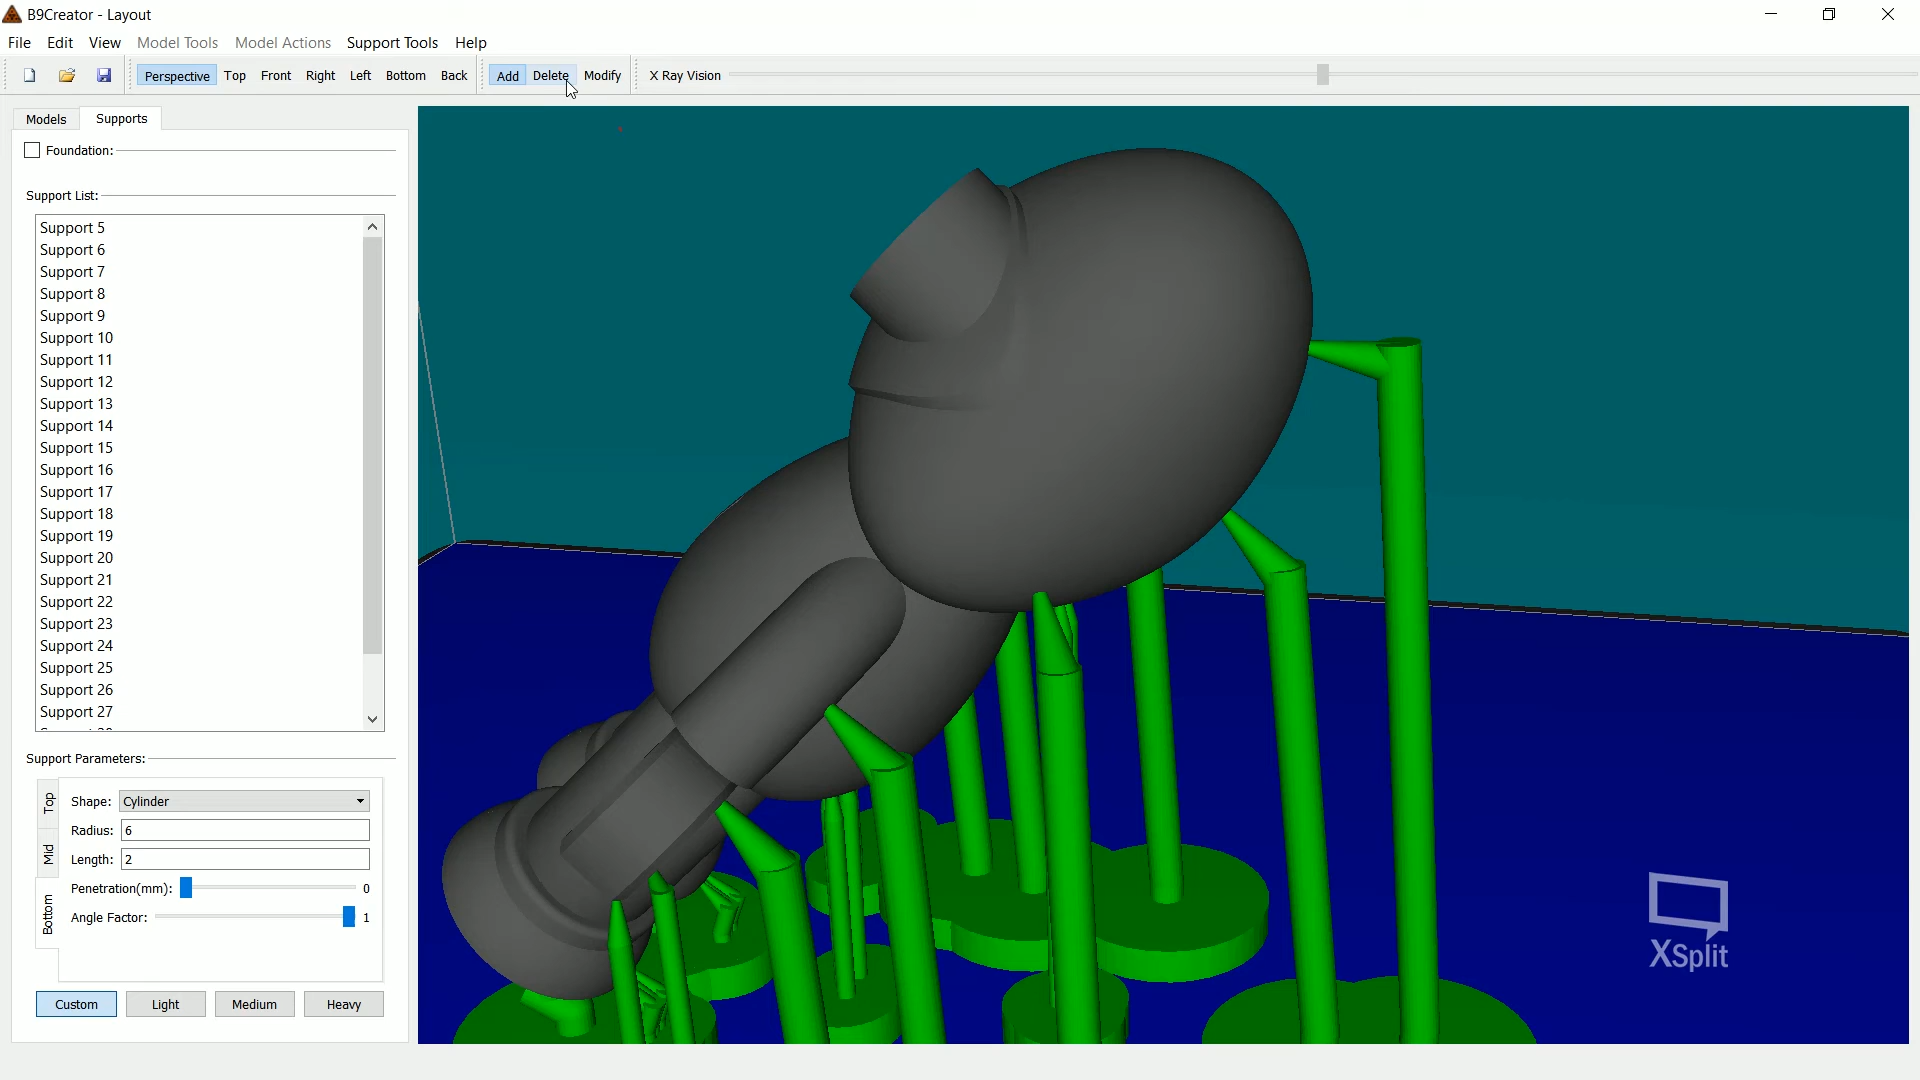 B9Creator - Layout
File Edit View Model Tools Model Actions Support Tools Help
Perspective Top Front Right Left Bottom Back Add Delete Modify X Ray Vision
Models Supports
Foundation:
Support List:
Support 5
Support 6
Support 7
Support 8
Support 9
Support 10
Support 11
Support 12
Support 13
Support 14
Support 15
Support 16
Support 17
Support 18
Support 19
Support 20
Support 21
Support 22
Support 23
Support 24
Support 25
Support 26
Support 27
Support Parameters:
Top
Mid
Bottom
Shape: Cylinder
Radius: 6
Length: 2
Penetration(mm): 0
Angle Factor: 1
Custom Light Medium Heavy
XSplit